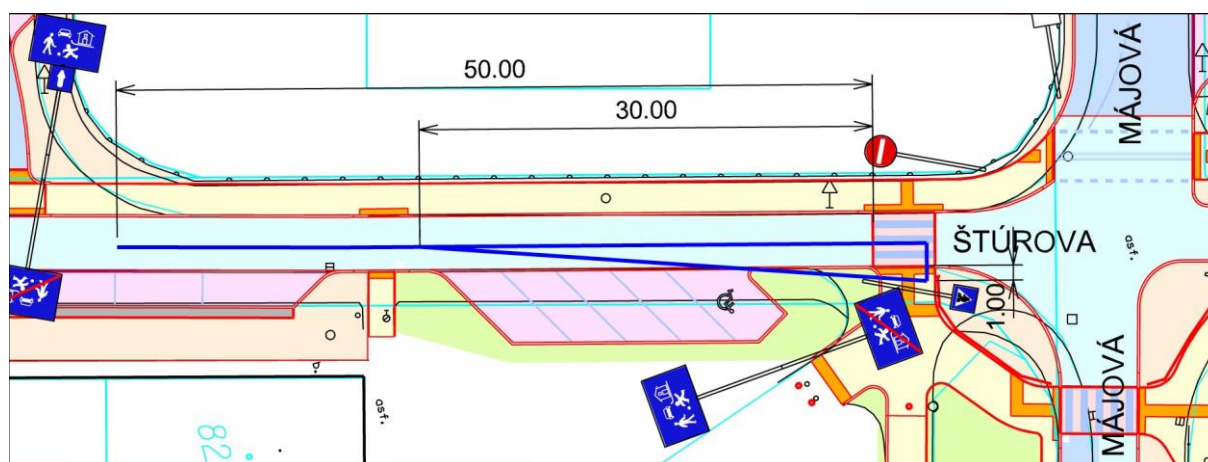 50.00
30.00
MÁJOVÁ
ŠTÚROVA
asf.
1.00
MÁJOVÁ
asf.
82